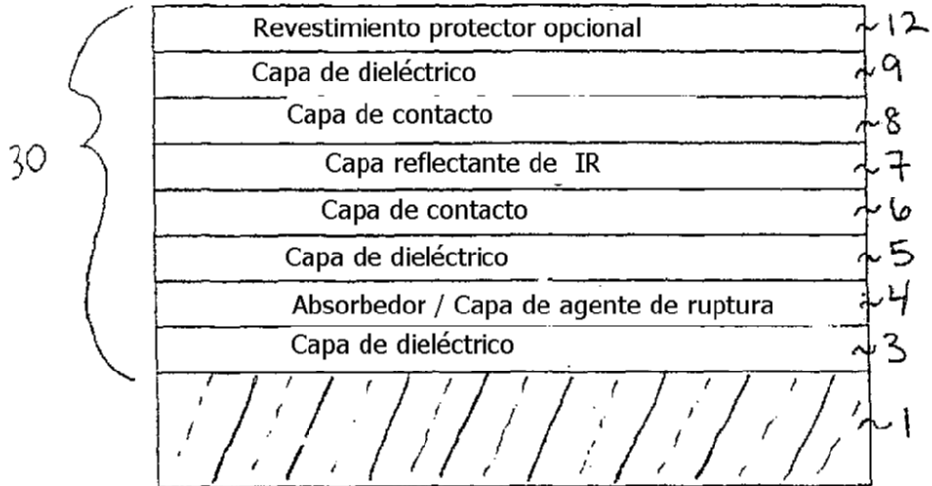 Revestimiento protector opcional ~12
Capa de dieléctrico ~9
Capa de contacto ~8
30 Capa reflectante de IR ~7
Capa de contacto ~6
Capa de dieléctrico ~5
Absorbedor / Capa de agente de ruptura ~4
Capa de dieléctrico ~3
~1